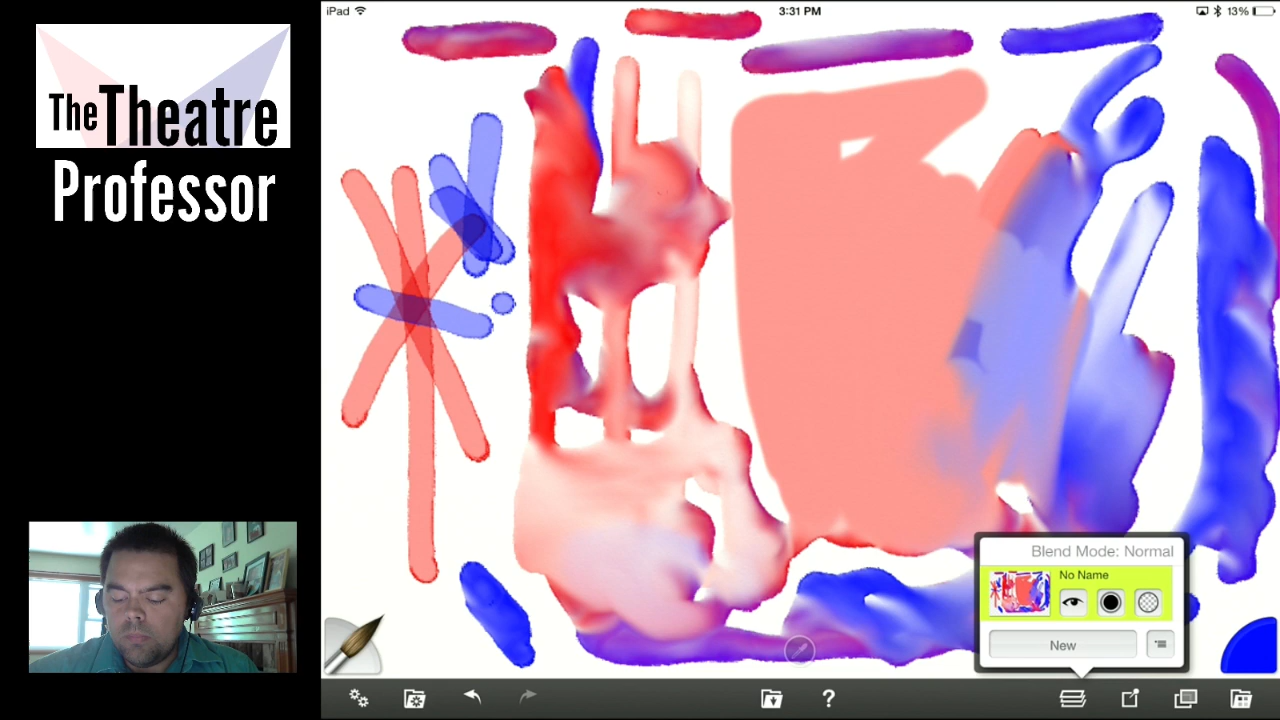 The Theatre
Professor
iPad
3:31 PM
13%
Blend Mode: Normal
No Name
New
?